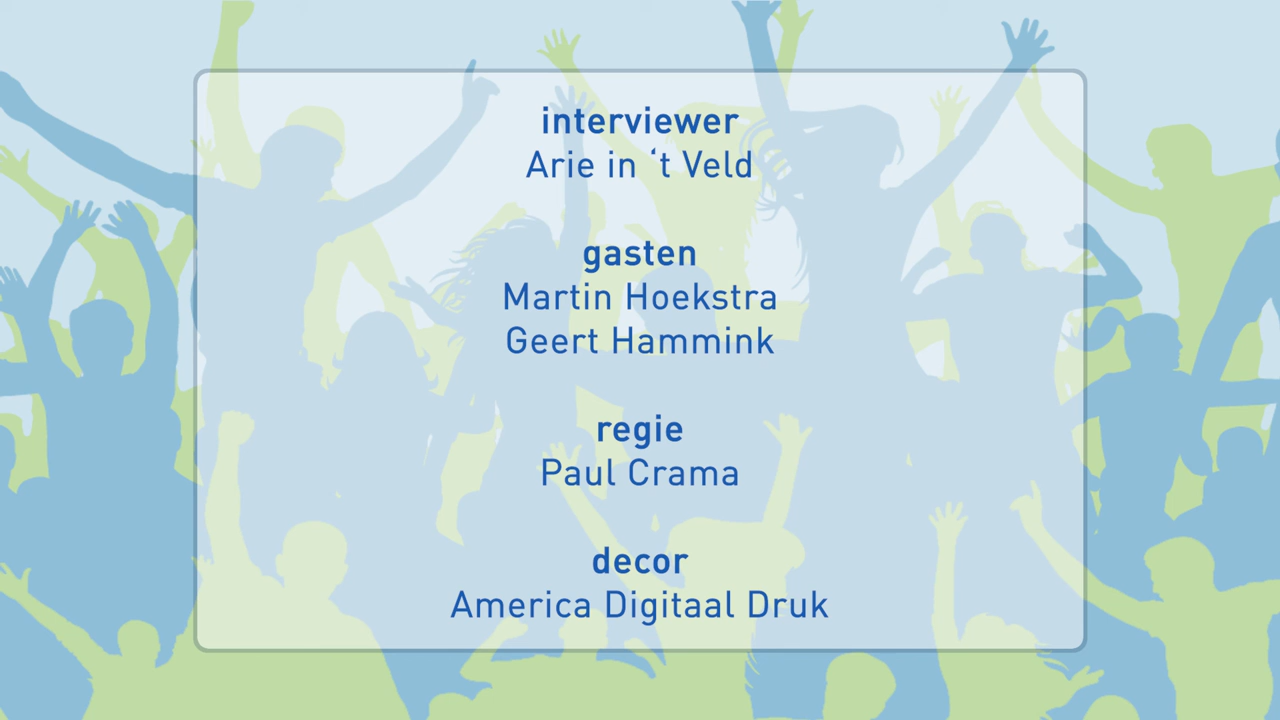 interviewer
Arie in ‘t Veld
gasten
Martin Hoekstra
Geert Hammink
regie
Paul Crama
decor
America Digitaal Druk